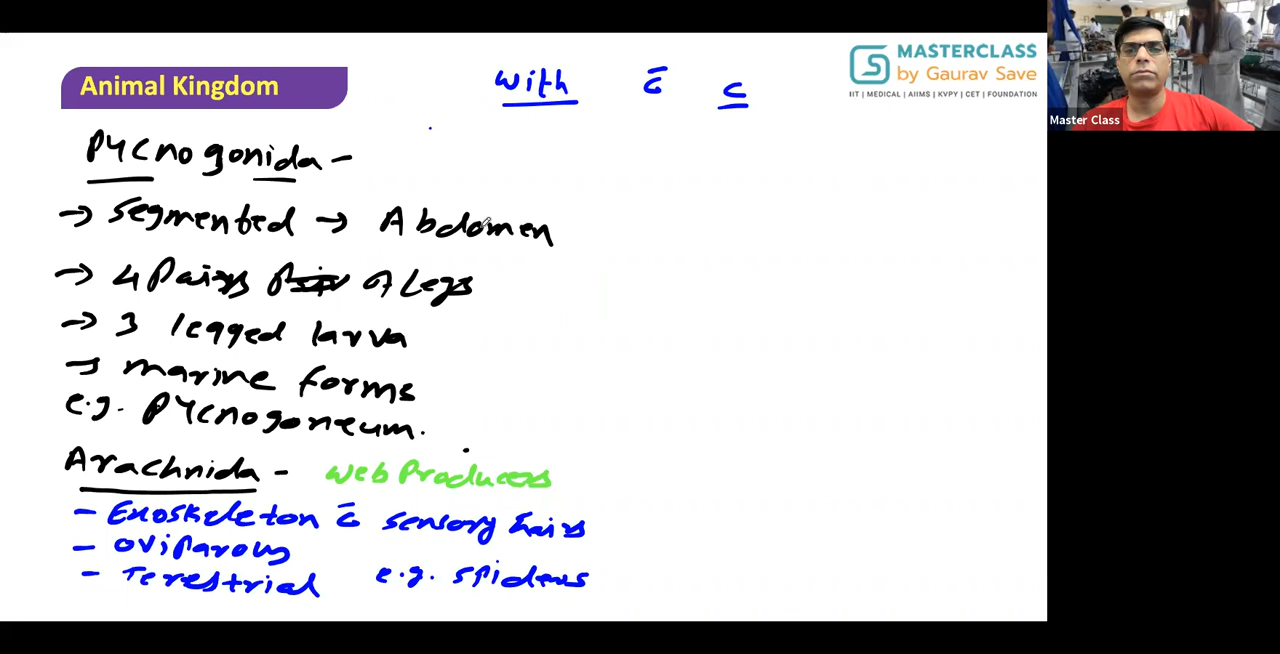 Animal Kingdom
with c̄ c
MASTERCLASS
by Gaurav Save
IIT | MEDICAL | AIIMS | KVPY | CET | FOUNDATION
Master Class
Pycnogonida -
→ Segmented → Abdomen
→ 4 Pairs of Legs
→ 3 legged larva
→ marine forms
e.g. Pycnogoneum.
Arachnida - web Producers
- Exoskeleton c̄ sensory hairs
- oviparous
- Terestrial e.g. spiders